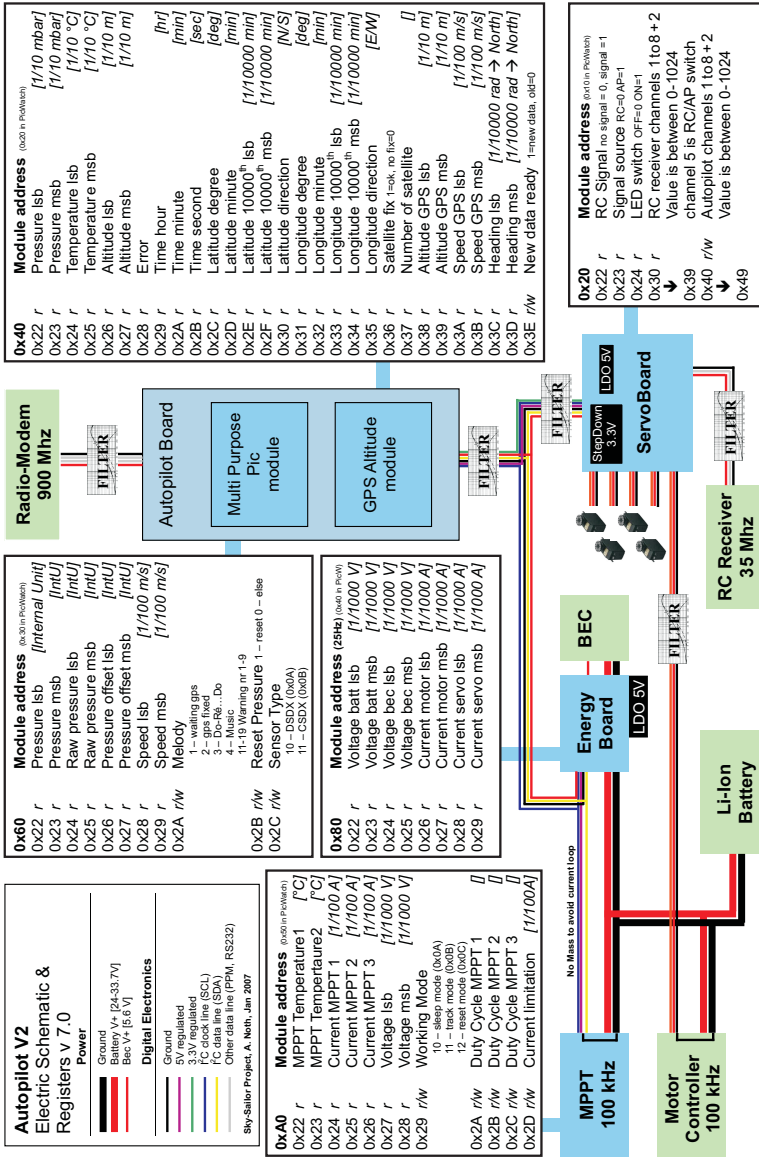 Autopilot V2
Electric Schematic &
Registers v 7.0
Power
Ground
Battery V+ [24-33.7V]
Bec V+ [5.6 V]
Digital Electronics
Ground
5V regulated
3.3V regulated
I²C clock line (SCL)
I²C data line (SDA)
Other data line (PPM, RS232)
Sky-Sailor Project, A. Noth, Jan 2007
0x60 Module address (0x30 in PicWatch)
0x22 r Pressure lsb [Internal Unit]
0x23 r Pressure msb [IntU]
0x24 r Raw pressure lsb [IntU]
0x25 r Raw pressure msb [IntU]
0x26 r Pressure offset lsb [IntU]
0x27 r Pressure offset msb [IntU]
0x28 r Speed lsb [1/100 m/s]
0x29 r Speed msb [1/100 m/s]
0x2A r/w Melody
1 – waiting gps
2 – gps fixed
3 – Do-Ré...Do
4 – Music
11-19 Warning nr 1-9
0x2B r/w Reset Pressure 1 – reset 0 – else
0x2C r/w Sensor Type
10 – DSDX (0x0A)
11 – CSDX (0x0B)
Radio-Modem
900 Mhz
FILTER
Autopilot Board
Multi Purpose
Pic
module
GPS Altitude
module
FILTER
0x40 Module address (0x20 in PicWatch)
0x22 r Pressure lsb [1/10 mbar]
0x23 r Pressure msb [1/10 mbar]
0x24 r Temperature lsb [1/10 °C]
0x25 r Temperature msb [1/10 °C]
0x26 r Altitude lsb [1/10 m]
0x27 r Altitude msb [1/10 m]
0x28 r Error
0x29 r Time hour [hr]
0x2A r Time minute [min]
0x2B r Time second [sec]
0x2C r Latitude degree [deg]
0x2D r Latitude minute [min]
0x2E r Latitude 10000th lsb [1/10000 min]
0x2F r Latitude 10000th msb [1/10000 min]
0x30 r Latitude direction [N/S]
0x31 r Longitude degree [deg]
0x32 r Longitude minute [min]
0x33 r Longitude 10000th lsb [1/10000 min]
0x34 r Longitude 10000th msb [1/10000 min]
0x35 r Longitude direction [E/W]
0x36 r Satellite fix 1=ok, no fix=0
0x37 r Number of satellite []
0x38 r Altitude GPS lsb [1/10 m]
0x39 r Altitude GPS msb [1/10 m]
0x3A r Speed GPS lsb [1/100 m/s]
0x3B r Speed GPS msb [1/100 m/s]
0x3C r Heading lsb [1/10000 rad → North]
0x3D r Heading msb [1/10000 rad → North]
0x3E r/w New data ready 1=new data, old=0
0xA0 Module address (0x50 in PicWatch)
0x22 r MPPT Temperature1 [°C]
0x23 r MPPT Tempertaure2 [°C]
0x24 r Current MPPT 1 [1/100 A]
0x25 r Current MPPT 2 [1/100 A]
0x26 r Current MPPT 3 [1/100 A]
0x27 r Voltage lsb [1/1000 V]
0x28 r Voltage msb [1/1000 V]
0x29 r/w Working Mode
10 – sleep mode (0x0A)
11 – track mode (0x0B)
12 – reset mode (0x0C)
0x2A r/w Duty Cycle MPPT 1 []
0x2B r/w Duty Cycle MPPT 2 []
0x2C r/w Duty Cycle MPPT 3 []
0x2D r/w Current limitation [1/100A]
0x80 Module address (25Hz) (0x40 in PicW)
0x22 r Voltage batt lsb [1/1000 V]
0x23 r Voltage batt msb [1/1000 V]
0x24 r Voltage bec lsb [1/1000 V]
0x25 r Voltage bec msb [1/1000 V]
0x26 r Current motor lsb [1/1000 A]
0x27 r Current motor msb [1/1000 A]
0x28 r Current servo lsb [1/1000 A]
0x29 r Current servo msb [1/1000 A]
No Mass to avoid current loop
MPPT
100 kHz
Motor
Controller
100 kHz
Energy
Board
LDO 5V
BEC
Li-Ion
Battery
FILTER
FILTER
StepDown
3.3V
LDO 5V
ServoBoard
FILTER
RC Receiver
35 Mhz
0x20 Module address (0x10 in PicWatch)
0x22 r RC Signal no signal = 0, signal =1
0x23 r Signal source RC=0 AP=1
0x24 r LED switch OFF=0 ON=1
0x30 r RC receiver channels 1to8+2
↓ Value is between 0-1024
0x39 channel 5 is RC/AP switch
0x40 r/w Autopilot channels 1to8+2
↓ Value is between 0-1024
0x49